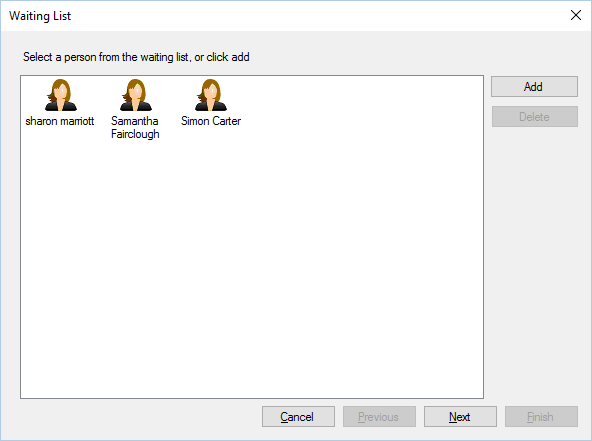 Waiting List
Select a person from the waiting list, or click add
sharon marriott
Samantha
Fairclough
Simon Carter
Add
Delete
Cancel
Previous
Next
Finish